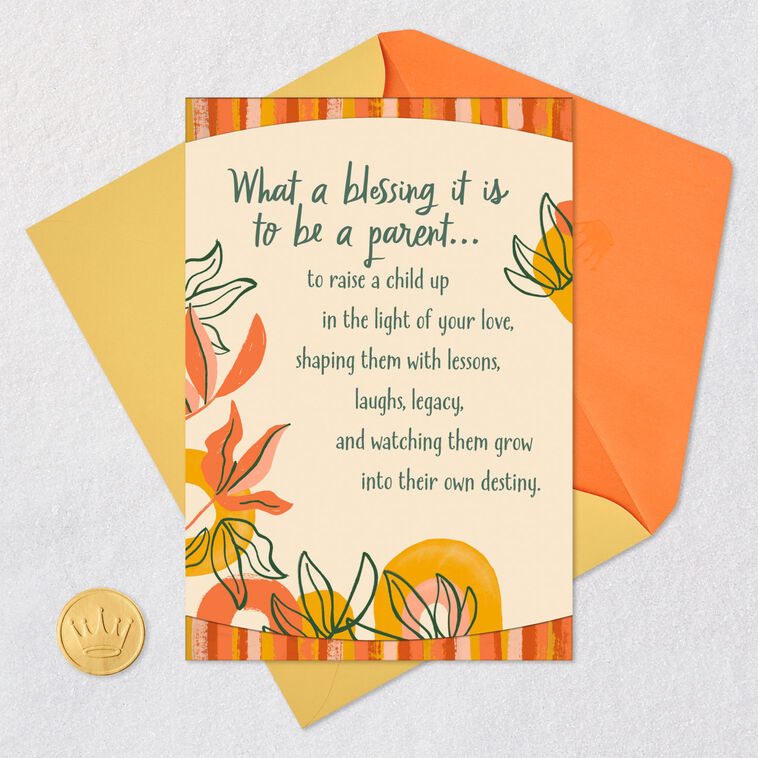 What a blessing it is
to be a parent...
to raise a child up
in the light of your love,
shaping them with lessons,
laughs, legacy,
and watching them grow
into their own destiny.